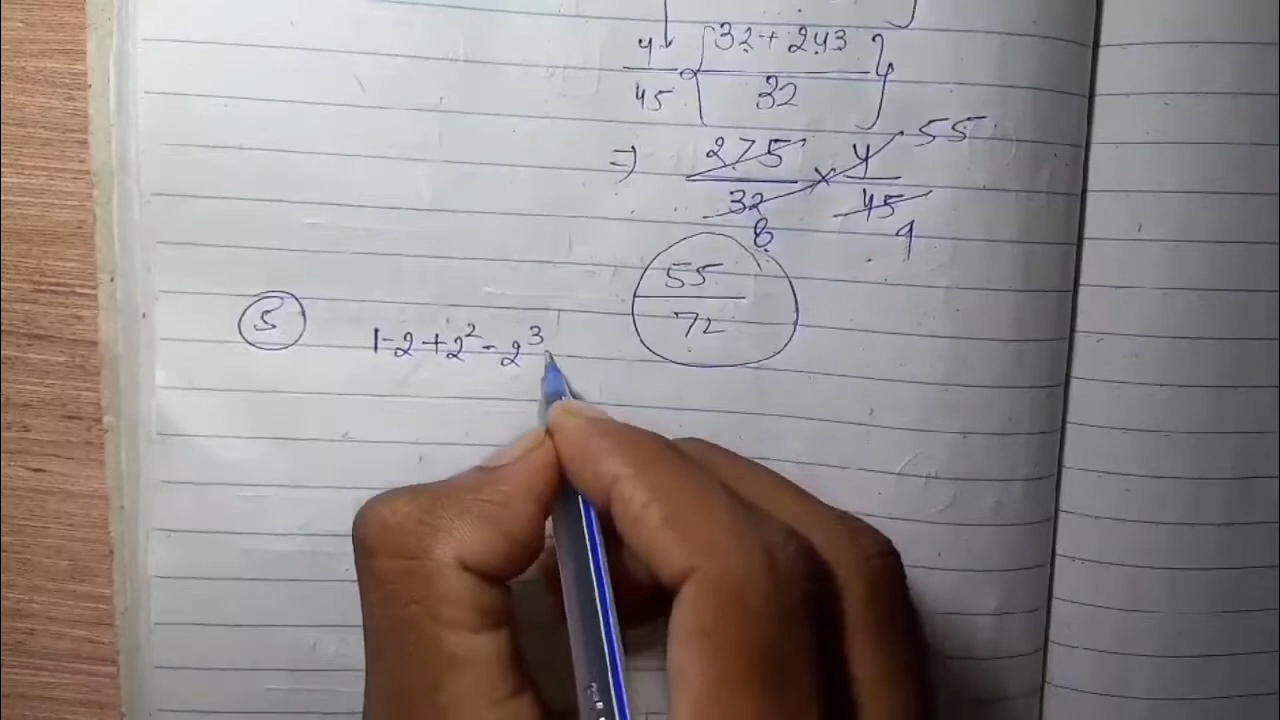 4/45 { 32 + 243 / 32 }
=) 275/32 × 4/45 55
8 9
55/72
5 1-2+2²-2³